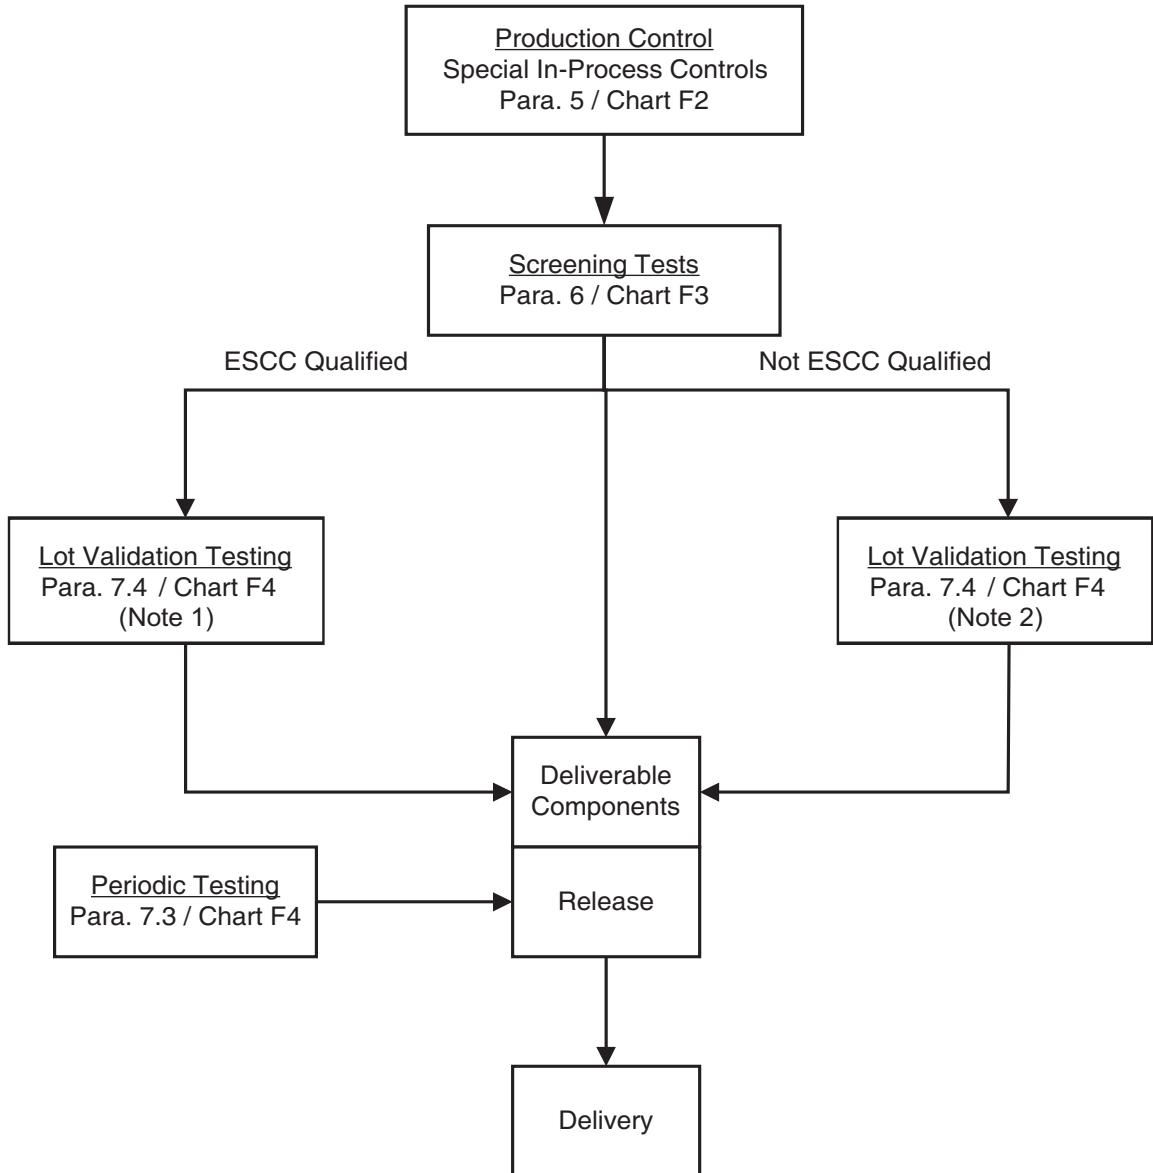 Production Control
Special In-Process Controls
Para. 5 / Chart F2
Screening Tests
Para. 6 / Chart F3
ESCC Qualified
Not ESCC Qualified
Lot Validation Testing
Para. 7.4 / Chart F4
(Note 1)
Lot Validation Testing
Para. 7.4 / Chart F4
(Note 2)
Deliverable
Components
Periodic Testing
Para. 7.3 / Chart F4
Release
Delivery